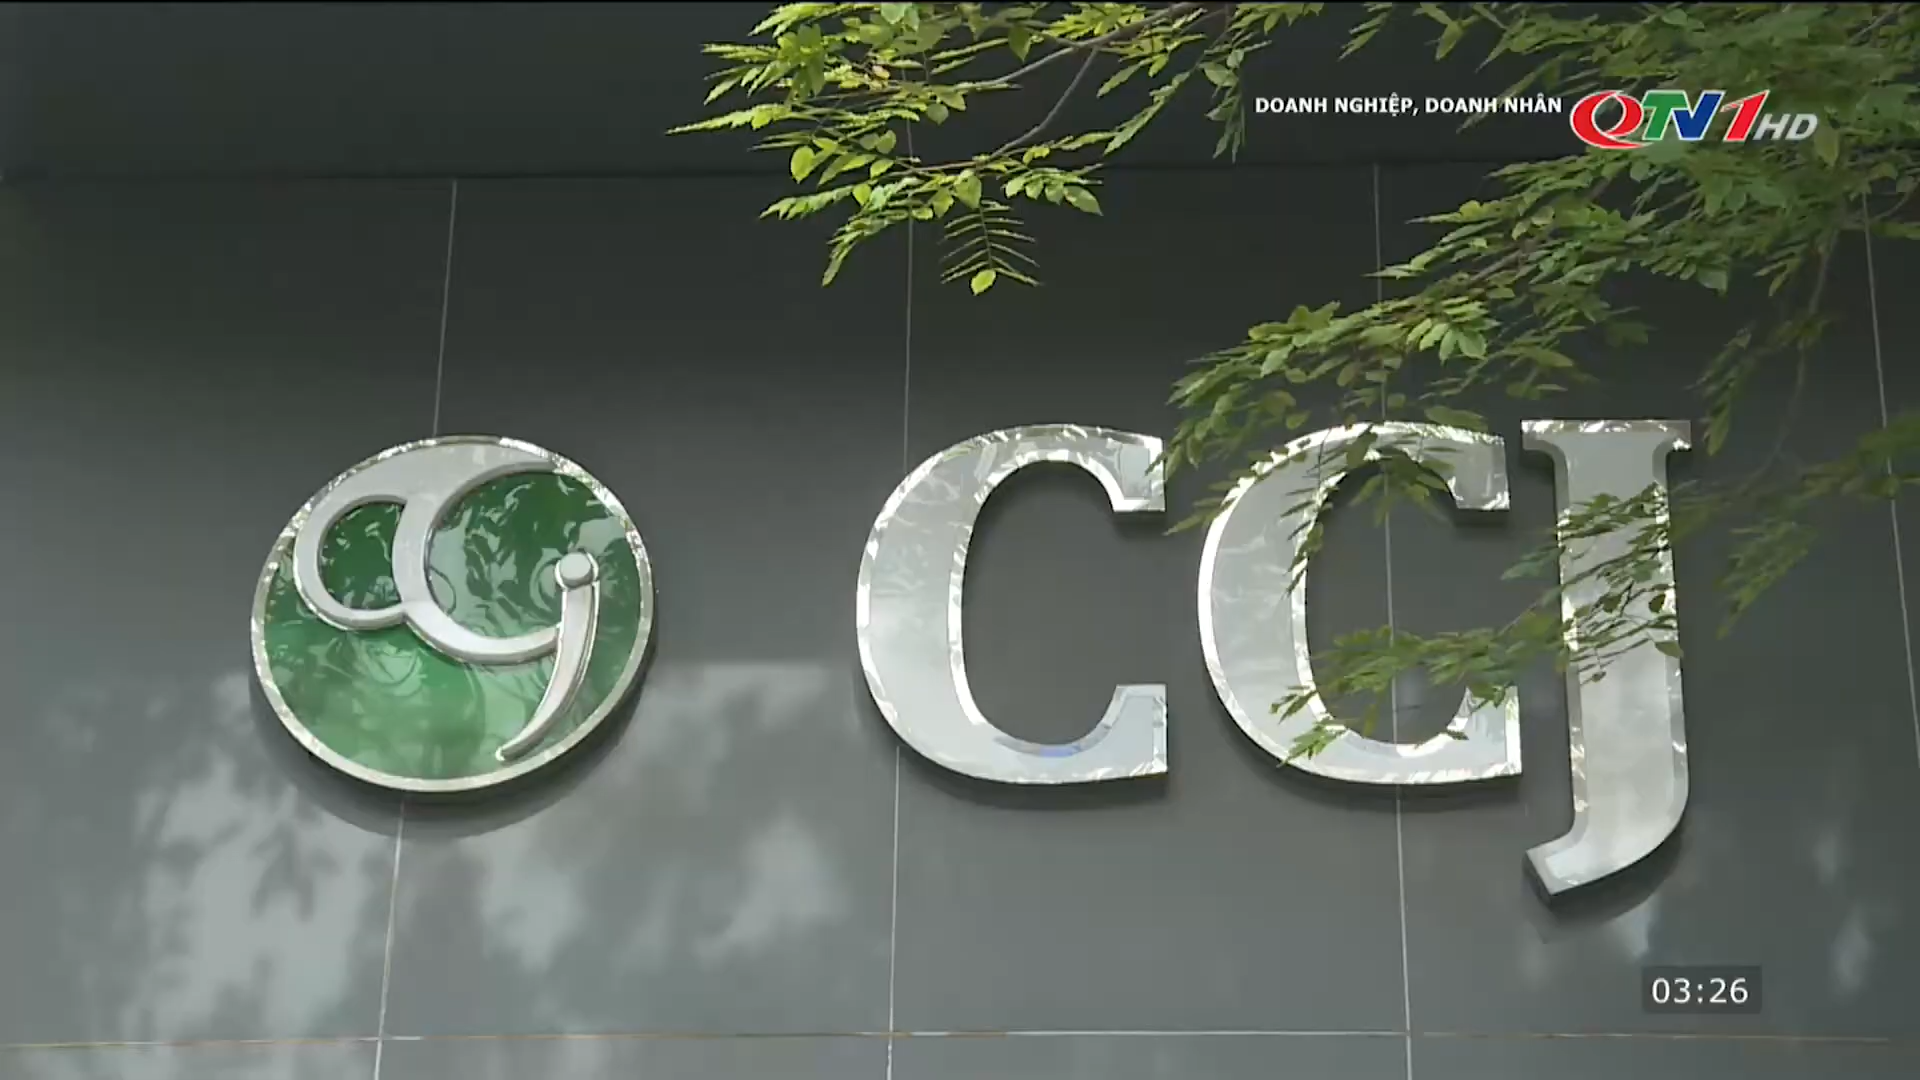 DOANH NGHIỆP, DOANH NHÂN QTV1HD
CCJ
03:26